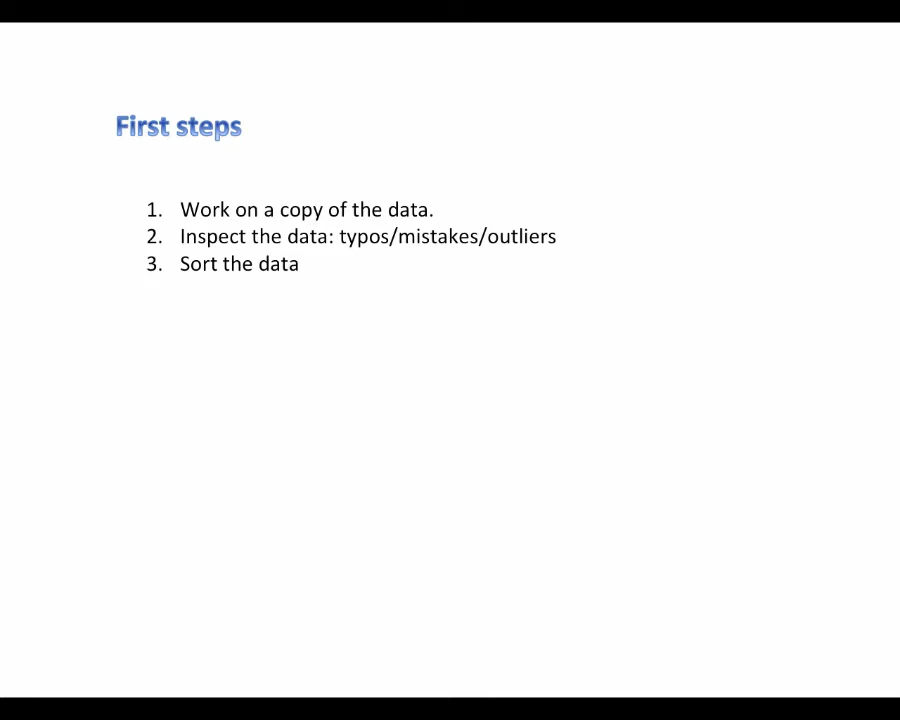 First steps
1. Work on a copy of the data.
2. Inspect the data: typos/mistakes/outliers
3. Sort the data